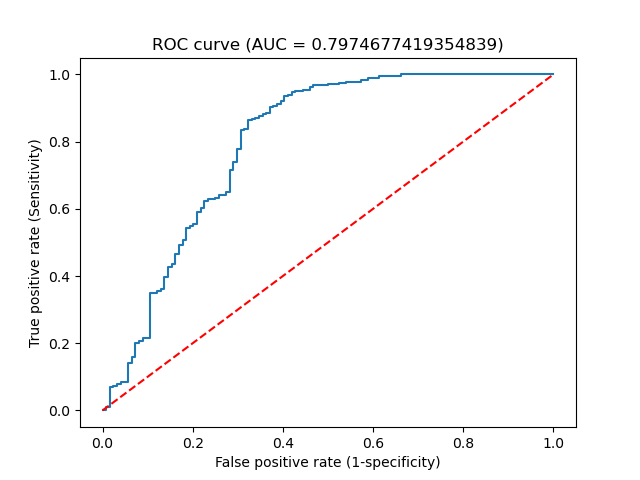 ROC curve (AUC = 0.7974677419354839)
1.0
0.8
0.6
0.4
0.2
0.0
True positive rate (Sensitivity)
0.0 0.2 0.4 0.6 0.8 1.0
False positive rate (1-specificity)